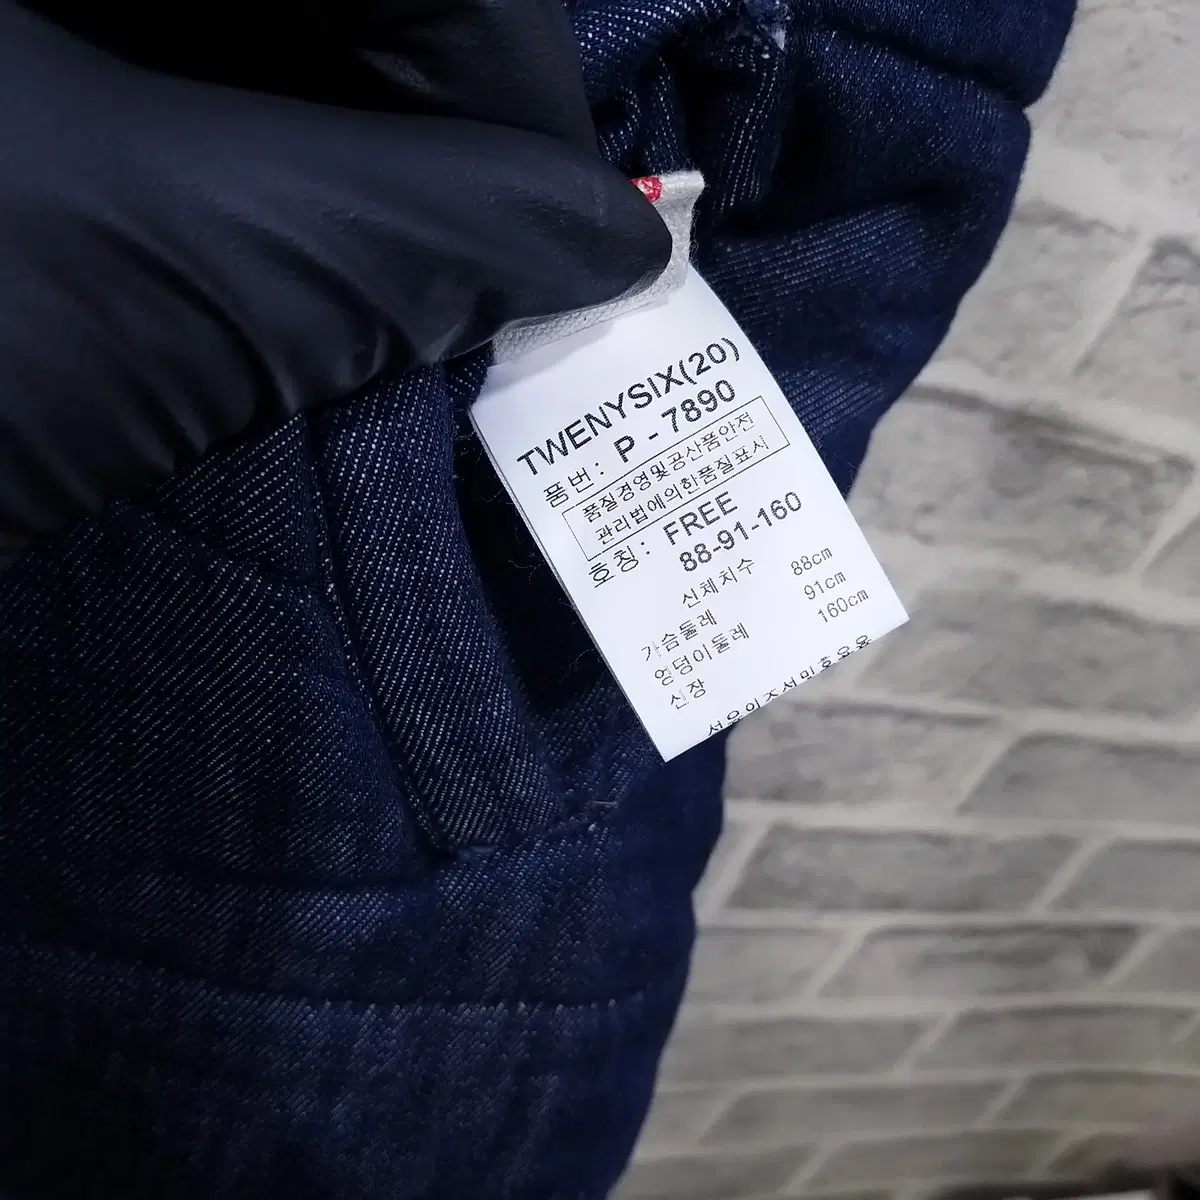 TWENYSIX(20)
품번: P - 7890
품질경영및공산품안전
관리법에의한품질표시
호칭: FREE
88-91-160
신체치수
가슴둘레 88cm
엉덩이둘레 91cm
신장 160cm